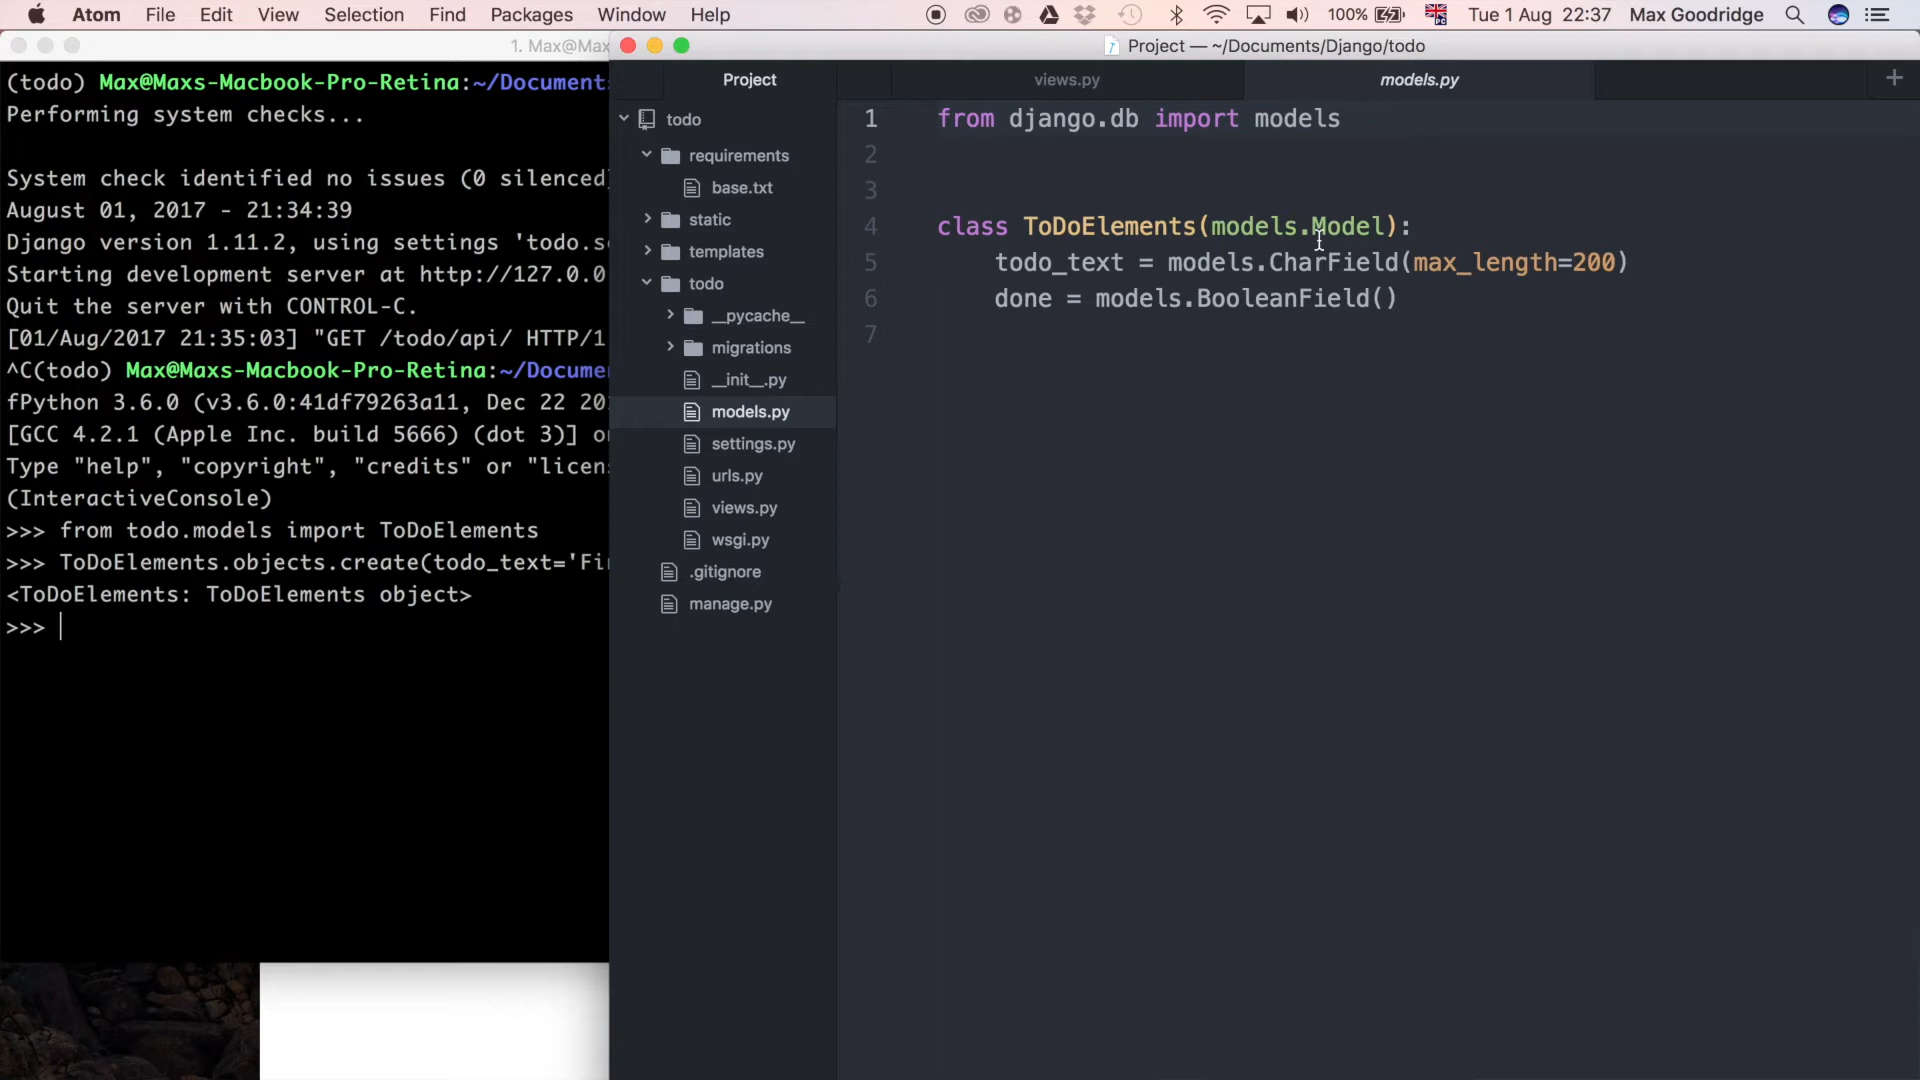 Atom File Edit View Selection Find Packages Window Help 100% Tue 1 Aug 22:37 Max Goodridge
1. Max@Max
(todo) Max@Maxs-Macbook-Pro-Retina:~/Document
Performing system checks...
System check identified no issues (0 silenced
August 01, 2017 - 21:34:39
Django version 1.11.2, using settings 'todo.s
Starting development server at http://127.0.0
Quit the server with CONTROL-C.
[01/Aug/2017 21:35:03] "GET /todo/api/ HTTP/1
^C(todo) Max@Maxs-Macbook-Pro-Retina:~/Docume
fPython 3.6.0 (v3.6.0:41df79263a11, Dec 22 20
[GCC 4.2.1 (Apple Inc. build 5666) (dot 3)] o
Type "help", "copyright", "credits" or "licen
(InteractiveConsole)
>>> from todo.models import ToDoElements
>>> ToDoElements.objects.create(todo_text='Fi
<ToDoElements: ToDoElements object>
>>>
Project — ~/Documents/Django/todo
Project
todo
requirements
base.txt
static
templates
todo
__pycache__
migrations
__init__.py
models.py
settings.py
urls.py
views.py
wsgi.py
.gitignore
manage.py
views.py models.py
1 from django.db import models
2
3
4 class ToDoElements(models.Model):
5 todo_text = models.CharField(max_length=200)
6 done = models.BooleanField()
7